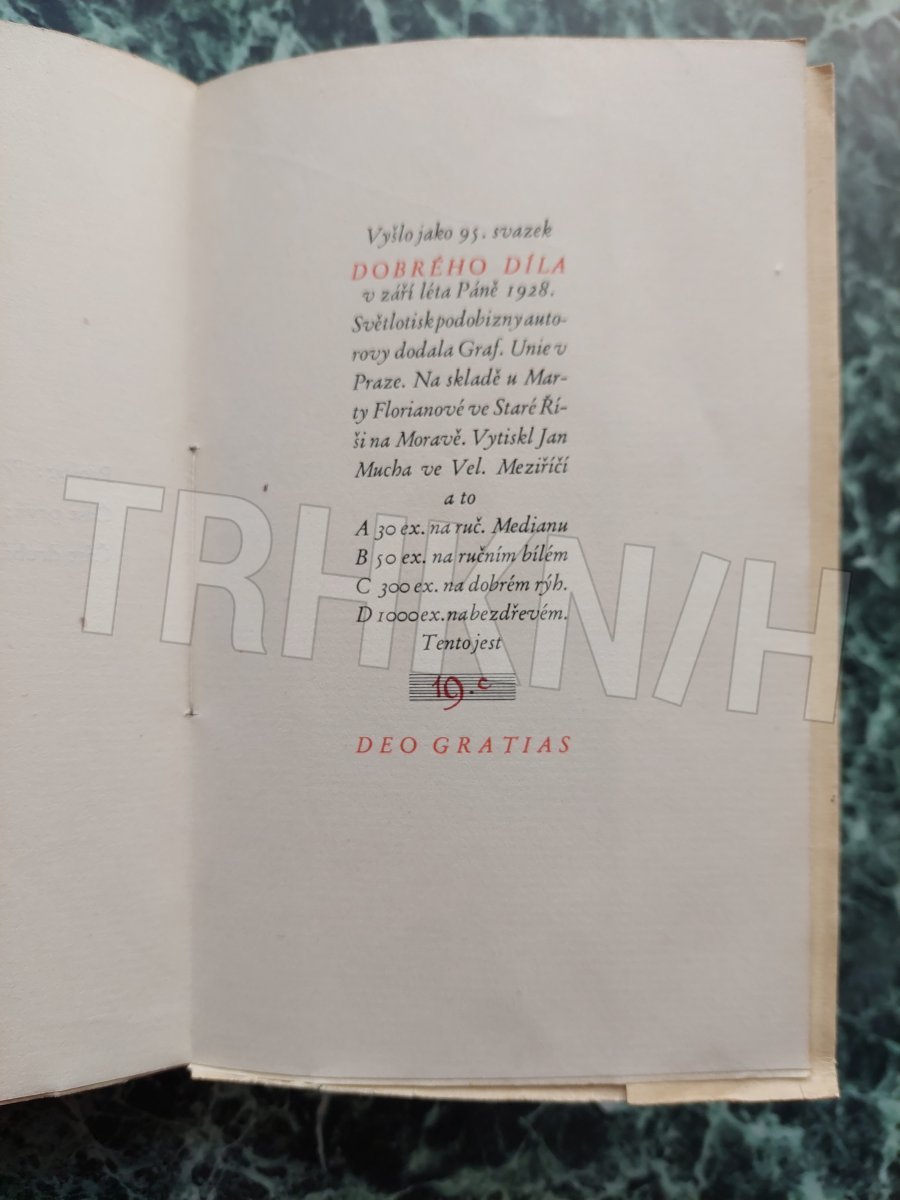 Vyšlo jako 95. svazek
DOBRÉHO DÍLA
v září léta Páně 1928.
Světlotisk podobizny auto-
rovy dodala Graf. Unie v
Praze. Na skladě u Mar-
ty Florianové ve Staré Ří-
ši na Moravě. Vytiskl Jan
Mucha ve Vel. Meziříčí
a to
A 30 ex. na ruč. Medianu
B 50 ex. na ručním bílém
C 300 ex. na dobrém rýh.
D 1000 ex. na bezdřevém.
Tento jest
19. c
DEO GRATIAS
TRHKNIH